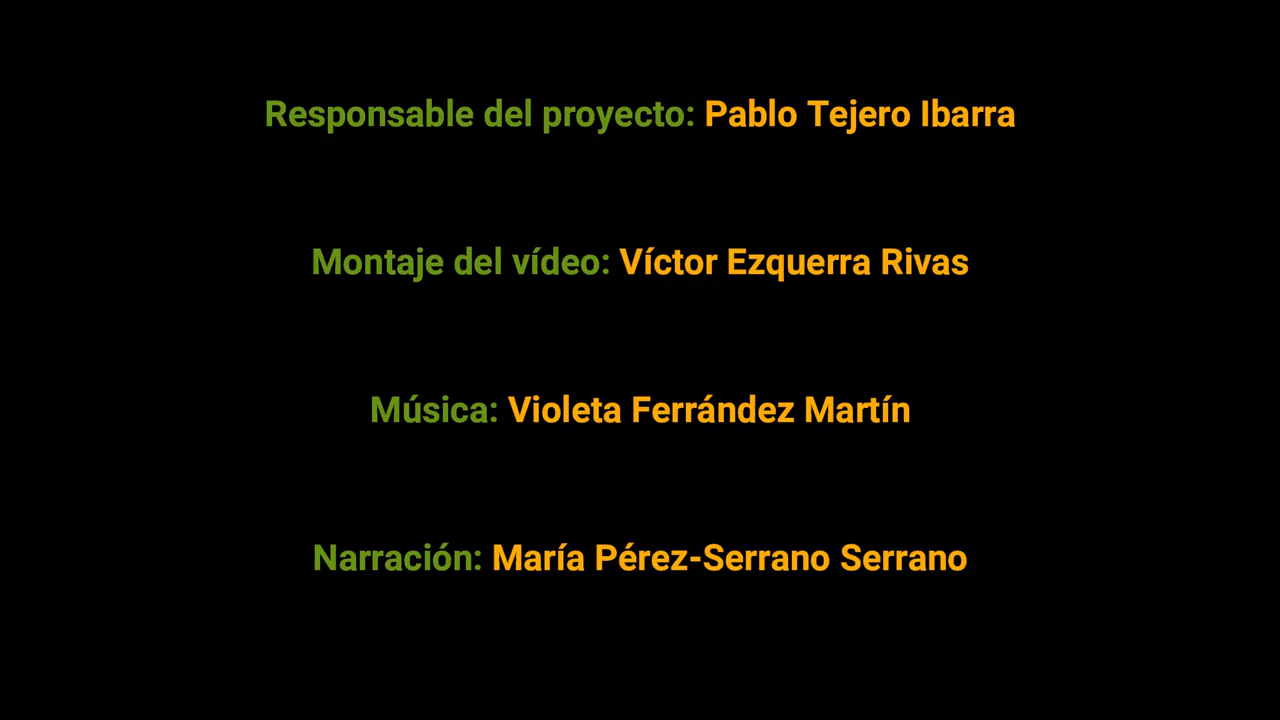 Responsable del proyecto: Pablo Tejero Ibarra
Montaje del vídeo: Víctor Ezquerra Rivas
Música: Violeta Ferrández Martín
Narración: María Pérez-Serrano Serrano